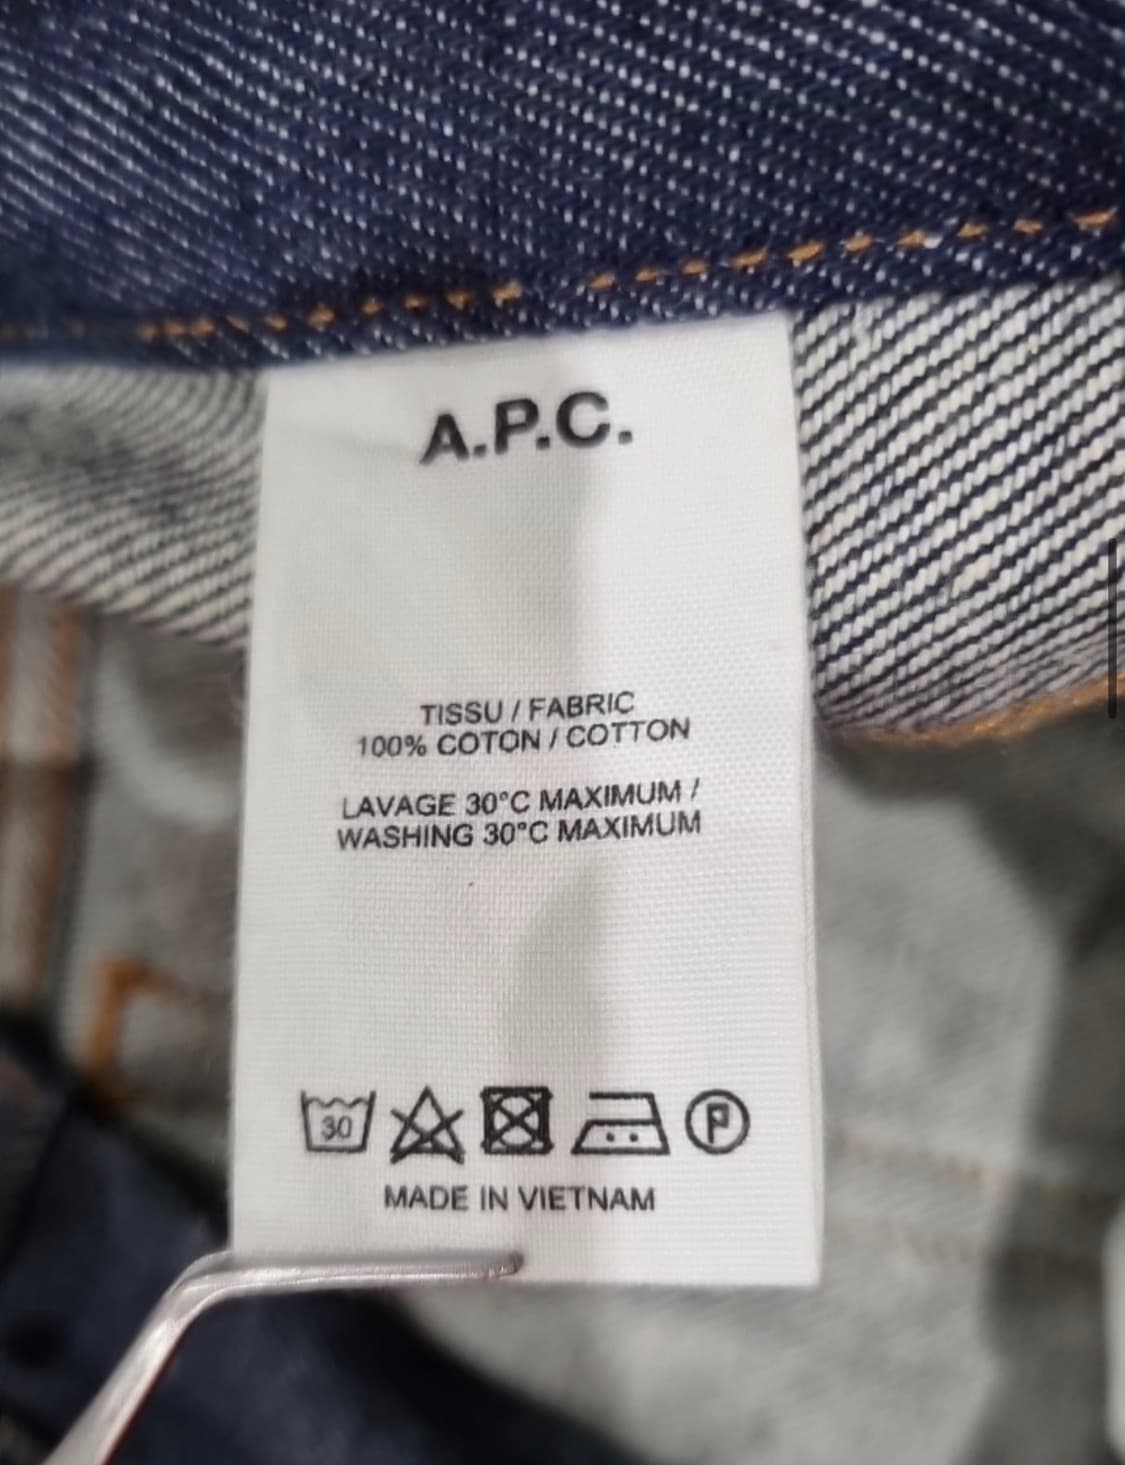 A.P.C.
TISSU / FABRIC
100% COTON / COTTON
LAVAGE 30°C MAXIMUM /
WASHING 30°C MAXIMUM
30 P
MADE IN VIETNAM